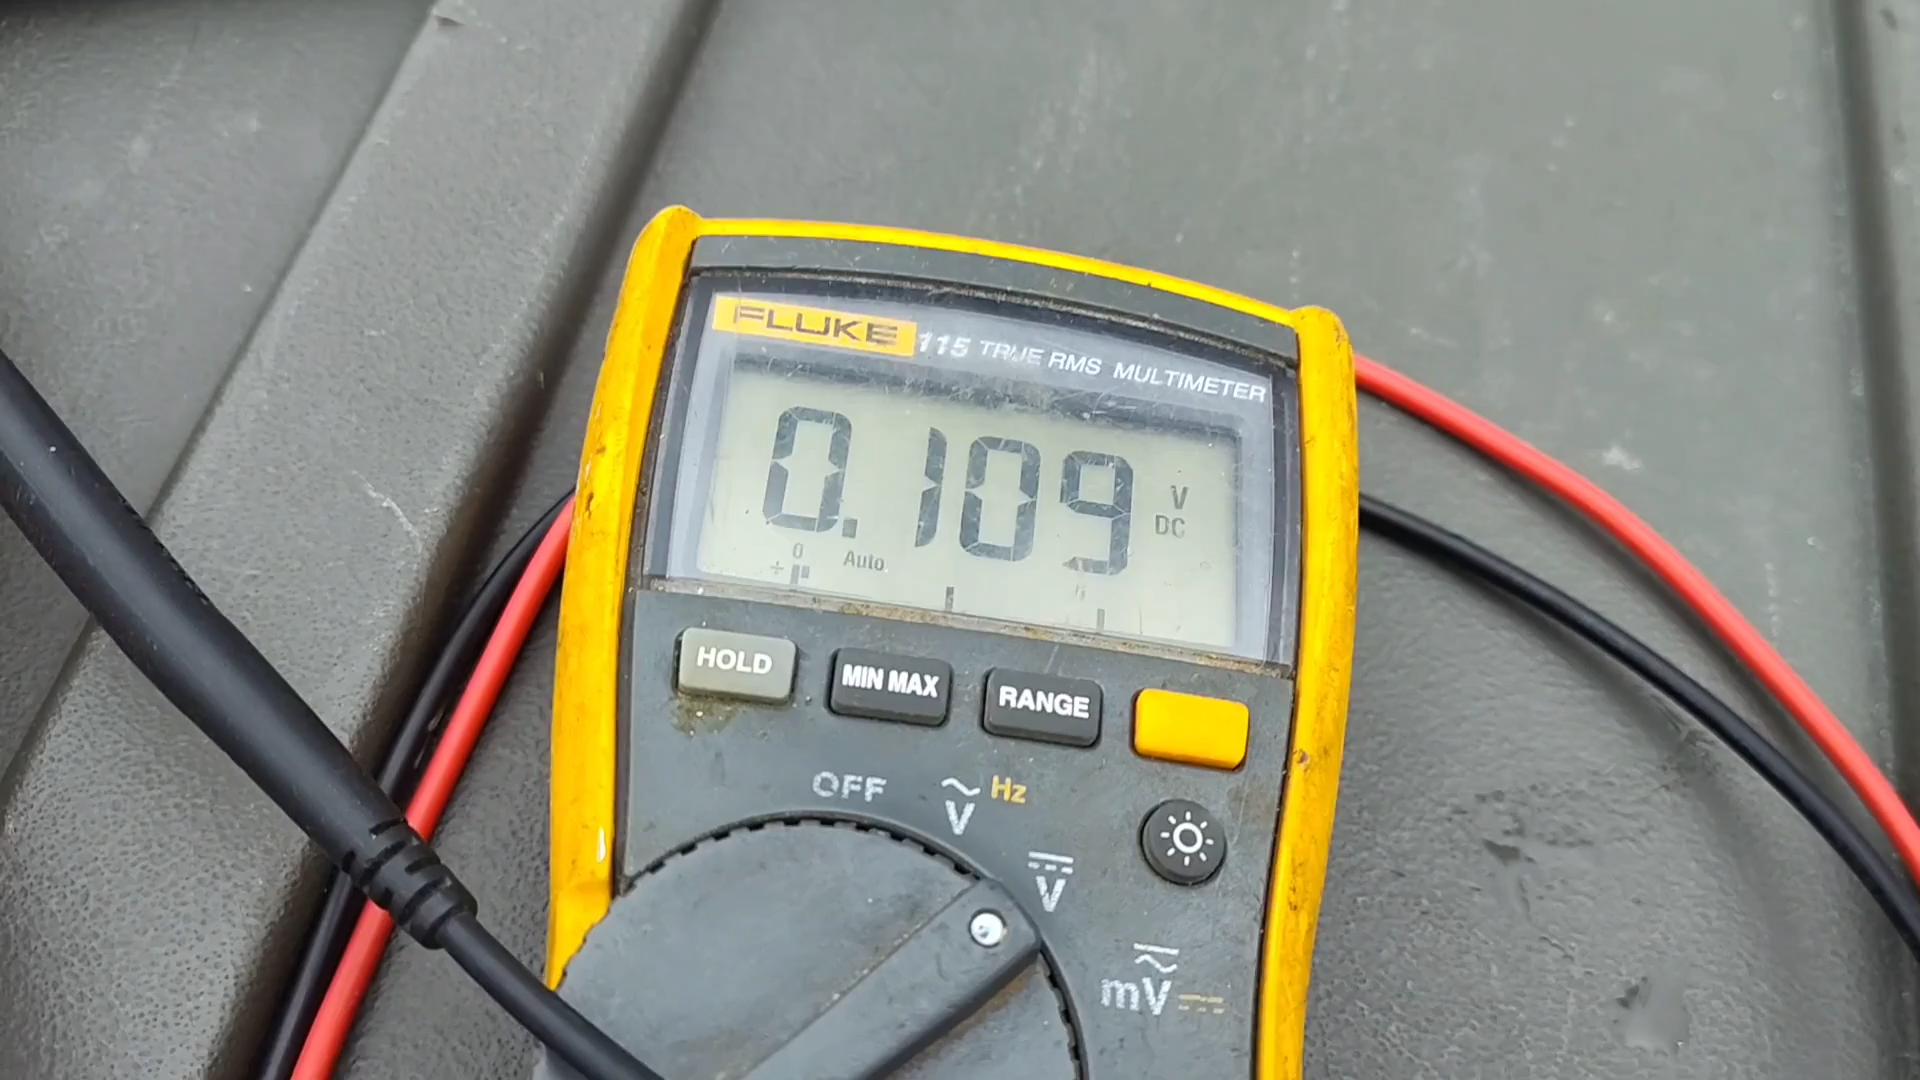 FLUKE 115 TRUE RMS MULTIMETER
0.109 V DC
+ 0 Auto
HOLD MIN MAX RANGE
OFF V Hz
V
mV